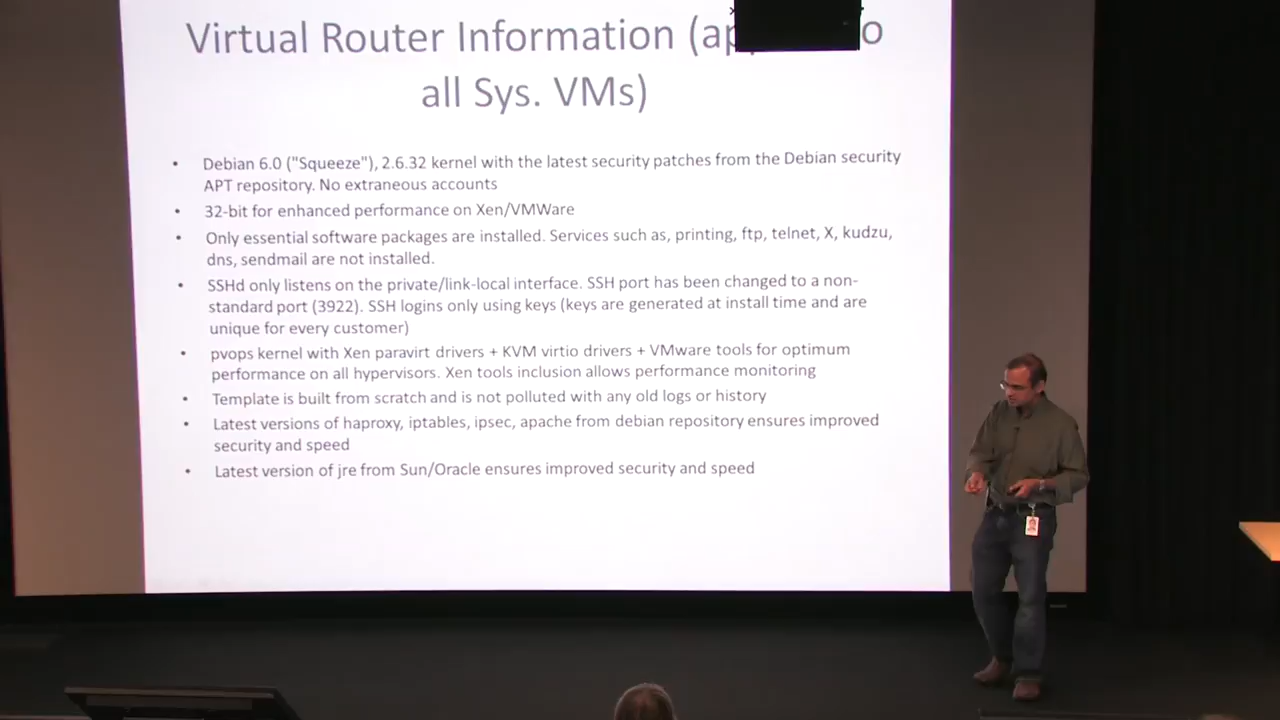 Virtual Router Information (ap o
all Sys. VMs)
• Debian 6.0 ("Squeeze"), 2.6.32 kernel with the latest security patches from the Debian security
APT repository. No extraneous accounts
• 32-bit for enhanced performance on Xen/VMWare
• Only essential software packages are installed. Services such as, printing, ftp, telnet, X, kudzu,
dns, sendmail are not installed.
• SSHd only listens on the private/link-local interface. SSH port has been changed to a non-
standard port (3922). SSH logins only using keys (keys are generated at install time and are
unique for every customer)
• pvops kernel with Xen paravirt drivers + KVM virtio drivers + VMware tools for optimum
performance on all hypervisors. Xen tools inclusion allows performance monitoring
• Template is built from scratch and is not polluted with any old logs or history
• Latest versions of haproxy, iptables, ipsec, apache from debian repository ensures improved
security and speed
• Latest version of jre from Sun/Oracle ensures improved security and speed